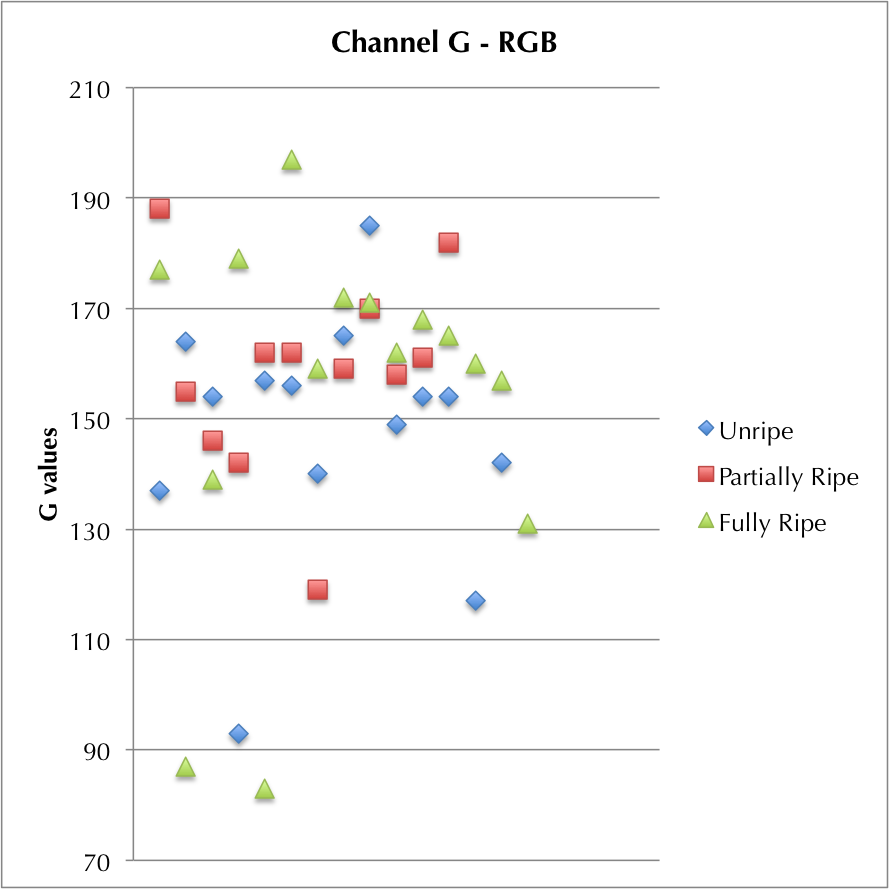 Channel G - RGB
210
190
170
150
130
110
90
70
G values
Unripe
Partially Ripe
Fully Ripe